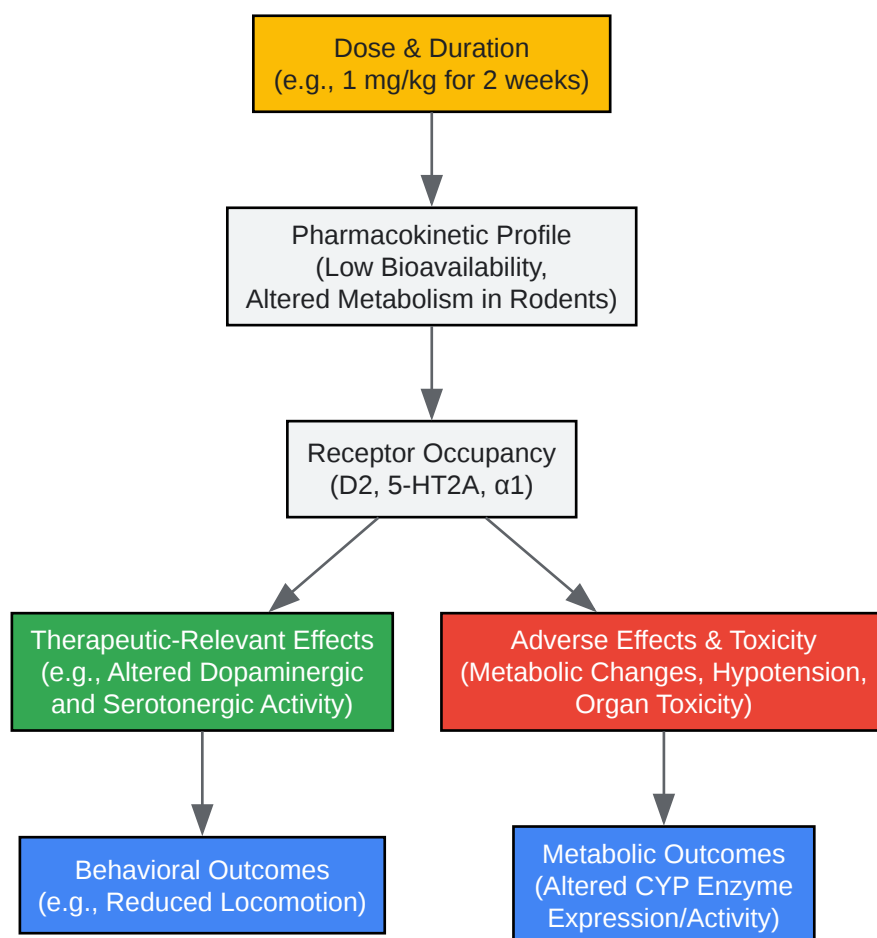 Dose & Duration
(e.g., 1 mg/kg for 2 weeks)
Pharmacokinetic Profile
(Low Bioavailability,
Altered Metabolism in Rodents)
Receptor Occupancy
(D2, 5-HT2A, α1)
Therapeutic-Relevant Effects
(e.g., Altered Dopaminergic
and Serotonergic Activity)
Adverse Effects & Toxicity
(Metabolic Changes, Hypotension,
Organ Toxicity)
Behavioral Outcomes
(e.g., Reduced Locomotion)
Metabolic Outcomes
(Altered CYP Enzyme
Expression/Activity)